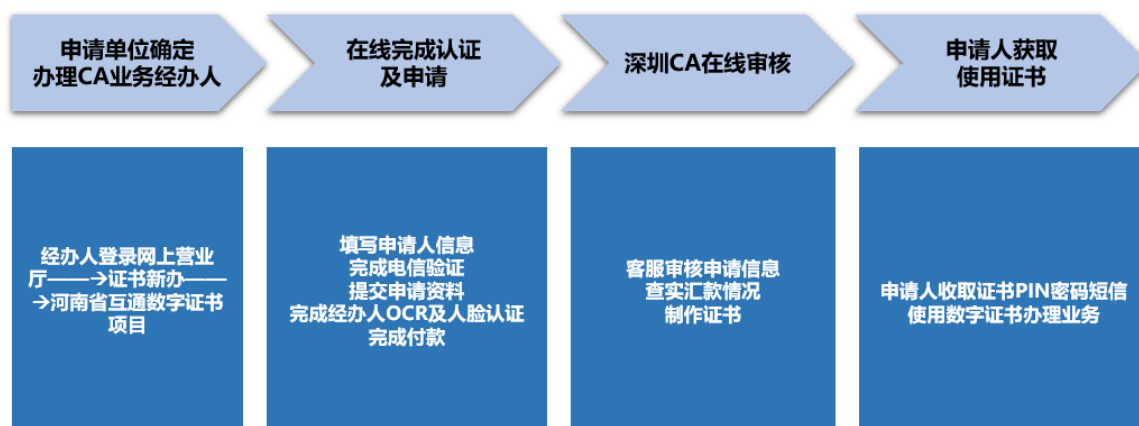 申请单位确定
办理CA业务经办人
在线完成认证
及申请
深圳CA在线审核
申请人获取
使用证书
经办人登录网上营业
厅——→证书新办——
→河南省互通数字证书
项目
填写申请人信息
完成电信验证
提交申请资料
完成经办人OCR及人脸认证
完成付款
客服审核申请信息
查实汇款情况
制作证书
申请人收取证书PIN密码短信
使用数字证书办理业务